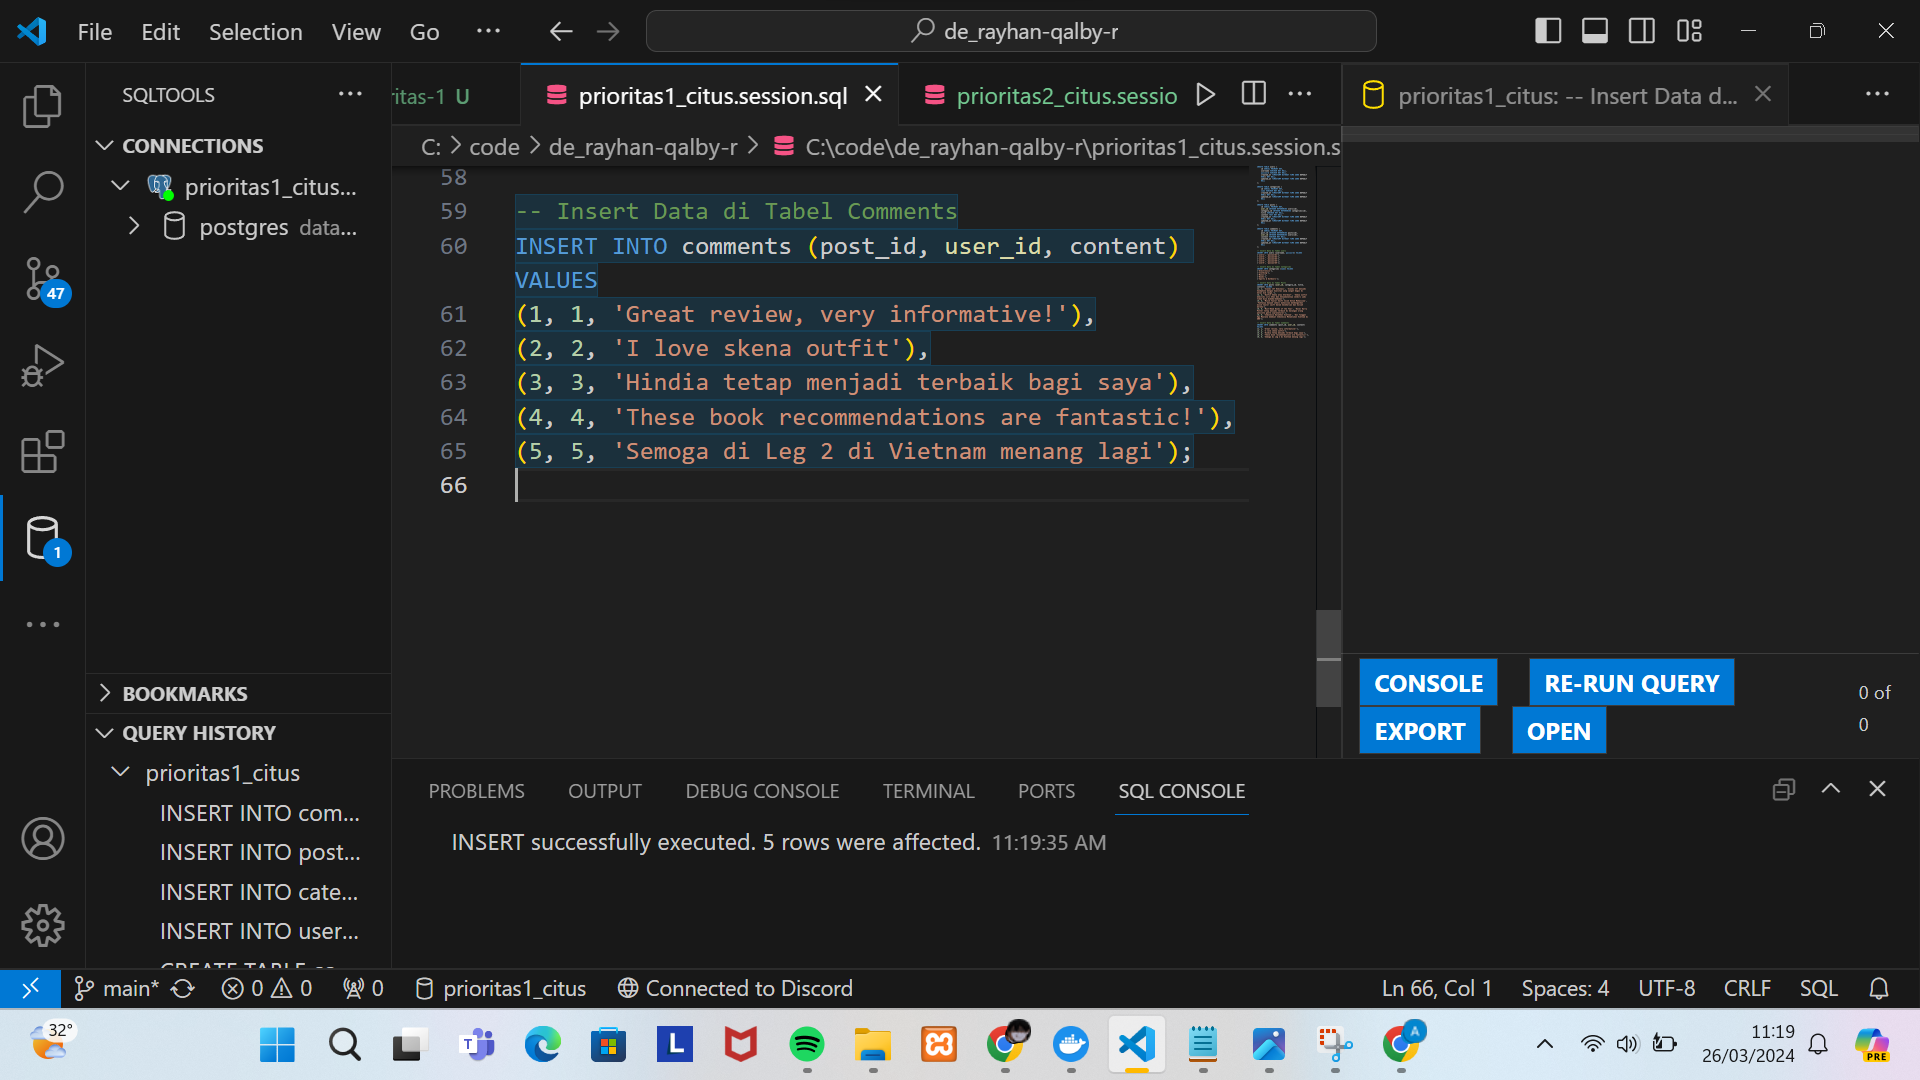 File Edit Selection View Go ...
de_rayhan-qalby-r
SQLTOOLS
ritas-1 U
prioritas1_citus.session.sql
prioritas2_citus.sessio
prioritas1_citus: -- Insert Data d...
CONNECTIONS
prioritas1_citus...
postgres data...
C: > code > de_rayhan-qalby-r > C:\code\de_rayhan-qalby-r\prioritas1_citus.session.s
58
59 -- Insert Data di Tabel Comments
60 INSERT INTO comments (post_id, user_id, content)
VALUES
61 (1, 1, 'Great review, very informative!'),
62 (2, 2, 'I love skena outfit'),
63 (3, 3, 'Hindia tetap menjadi terbaik bagi saya'),
64 (4, 4, 'These book recommendations are fantastic!'),
65 (5, 5, 'Semoga di Leg 2 di Vietnam menang lagi');
66
47
1
CONSOLE RE-RUN QUERY
EXPORT OPEN
0 of
0
BOOKMARKS
QUERY HISTORY
prioritas1_citus
INSERT INTO com...
INSERT INTO post...
INSERT INTO cate...
INSERT INTO user...
PROBLEMS OUTPUT DEBUG CONSOLE TERMINAL PORTS SQL CONSOLE
INSERT successfully executed. 5 rows were affected. 11:19:35 AM
main* 0 0 0 prioritas1_citus Connected to Discord
Ln 66, Col 1 Spaces: 4 UTF-8 CRLF SQL
32°
T
L
A
11:19
26/03/2024
PRE